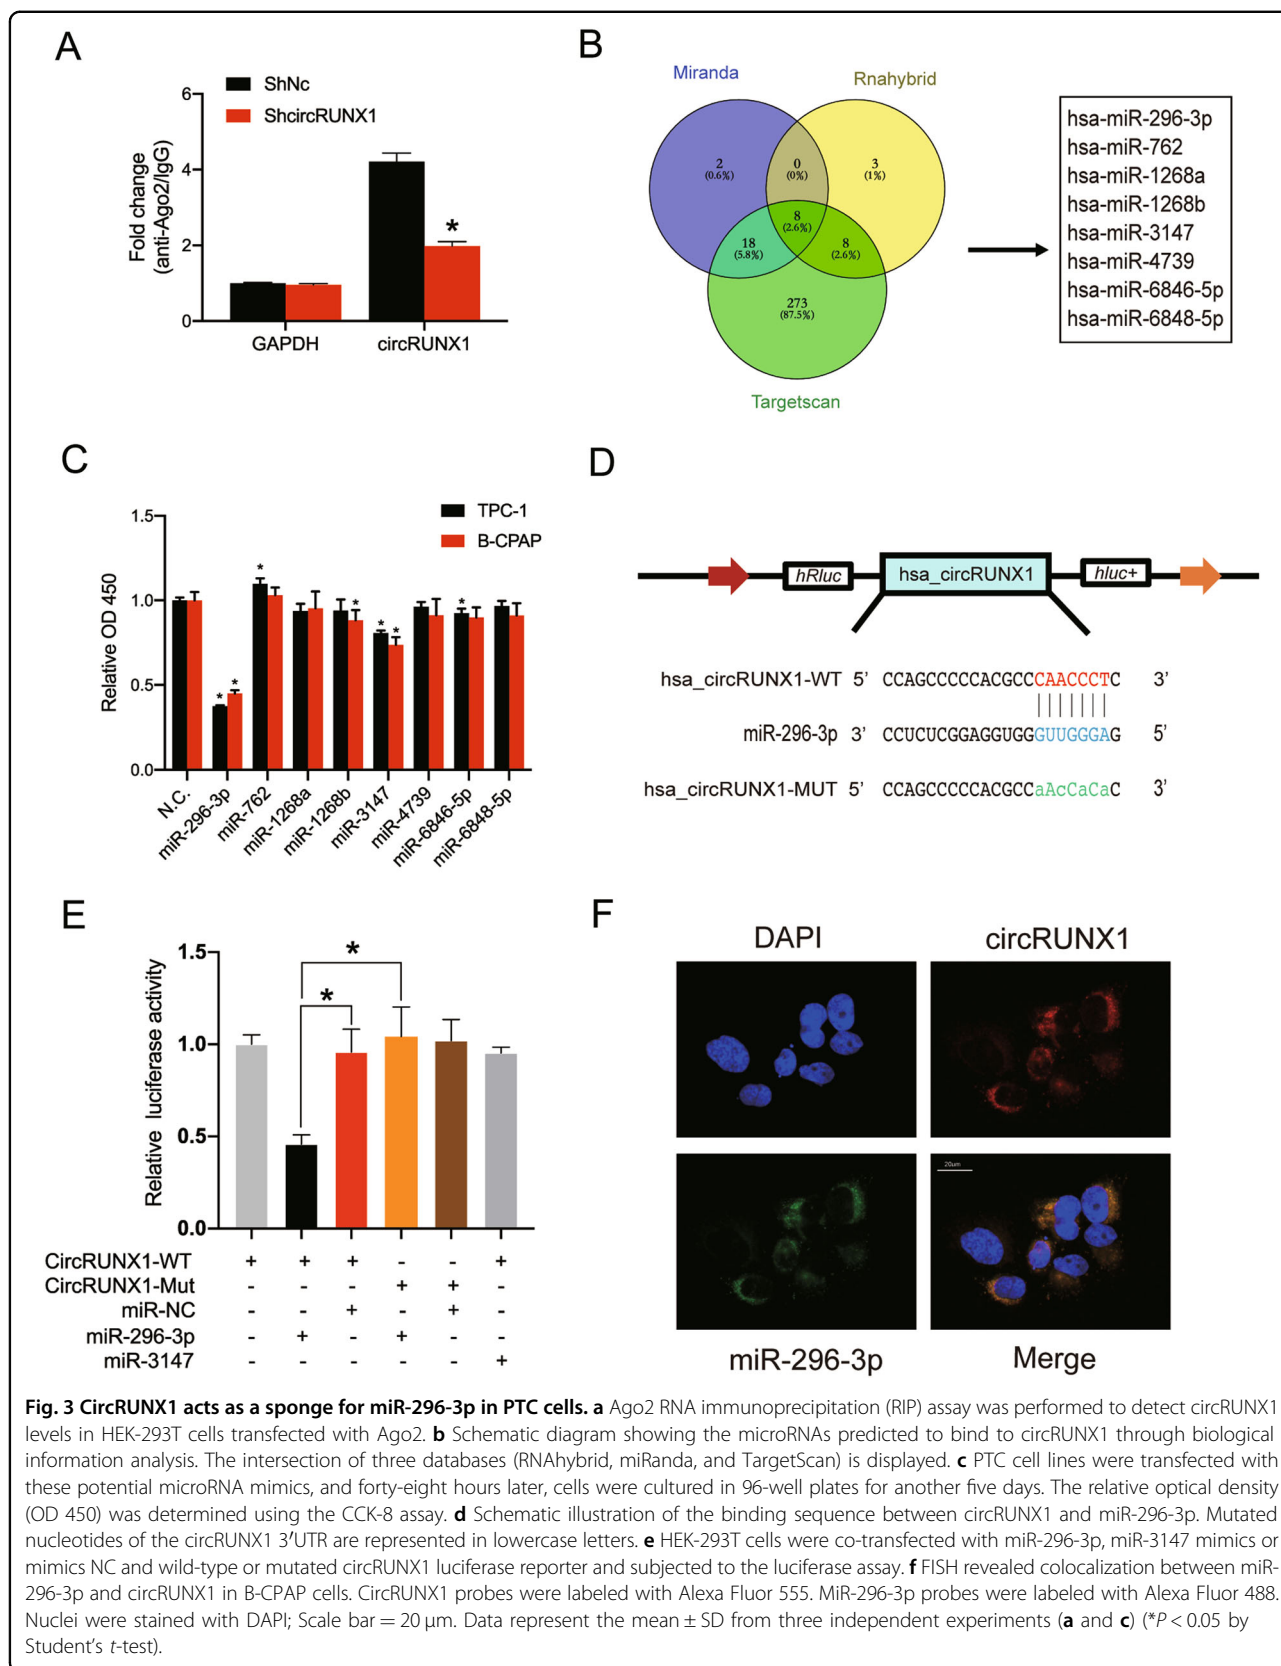 A
ShNc
ShcircRUNX1
Fold change
(anti-Ago2/IgG)
6
4
2
0
*
GAPDH
circRUNX1
B
Miranda
Rnahybrid
2
(0.6%)
0
(0%)
3
(1%)
8
(2.6%)
18
(5.8%)
8
(2.6%)
273
(87.5%)
Targetscan
hsa-miR-296-3p
hsa-miR-762
hsa-miR-1268a
hsa-miR-1268b
hsa-miR-3147
hsa-miR-4739
hsa-miR-6846-5p
hsa-miR-6848-5p
C
TPC-1
B-CPAP
Relative OD 450
1.5
1.0
0.5
0.0
* * * * * * *
N.C.
miR-296-3p
miR-762
miR-1268a
miR-1268b
miR-3147
miR-4739
miR-6846-5p
miR-6848-5p
D
hRluc
hsa_circRUNX1
hluc+
hsa_circRUNX1-WT 5’ CCAGCCCCCACGCCCAACCCTC 3’
miR-296-3p 3’ CCUCUCGGAGGUGGGUUGGGAG 5’
hsa_circRUNX1-MUT 5’ CCAGCCCCCACGCCaAcCaCaC 3’
E
Relative luciferase activity
1.5
1.0
0.5
0.0
*
*
CircRUNX1-WT + + + - - +
CircRUNX1-Mut - - - + + -
miR-NC - - + - + -
miR-296-3p - + - + - -
miR-3147 - - - - - +
F
DAPI
circRUNX1
20um
miR-296-3p
Merge
Fig. 3 CircRUNX1 acts as a sponge for miR-296-3p in PTC cells. a Ago2 RNA immunoprecipitation (RIP) assay was performed to detect circRUNX1
levels in HEK-293T cells transfected with Ago2. b Schematic diagram showing the microRNAs predicted to bind to circRUNX1 through biological
information analysis. The intersection of three databases (RNAhybrid, miRanda, and TargetScan) is displayed. c PTC cell lines were transfected with
these potential microRNA mimics, and forty-eight hours later, cells were cultured in 96-well plates for another five days. The relative optical density
(OD 450) was determined using the CCK-8 assay. d Schematic illustration of the binding sequence between circRUNX1 and miR-296-3p. Mutated
nucleotides of the circRUNX1 3′UTR are represented in lowercase letters. e HEK-293T cells were co-transfected with miR-296-3p, miR-3147 mimics or
mimics NC and wild-type or mutated circRUNX1 luciferase reporter and subjected to the luciferase assay. f FISH revealed colocalization between miR-
296-3p and circRUNX1 in B-CPAP cells. CircRUNX1 probes were labeled with Alexa Fluor 555. MiR-296-3p probes were labeled with Alexa Fluor 488.
Nuclei were stained with DAPI; Scale bar = 20 μm. Data represent the mean ± SD from three independent experiments (a and c) (*P < 0.05 by
Student’s t-test).